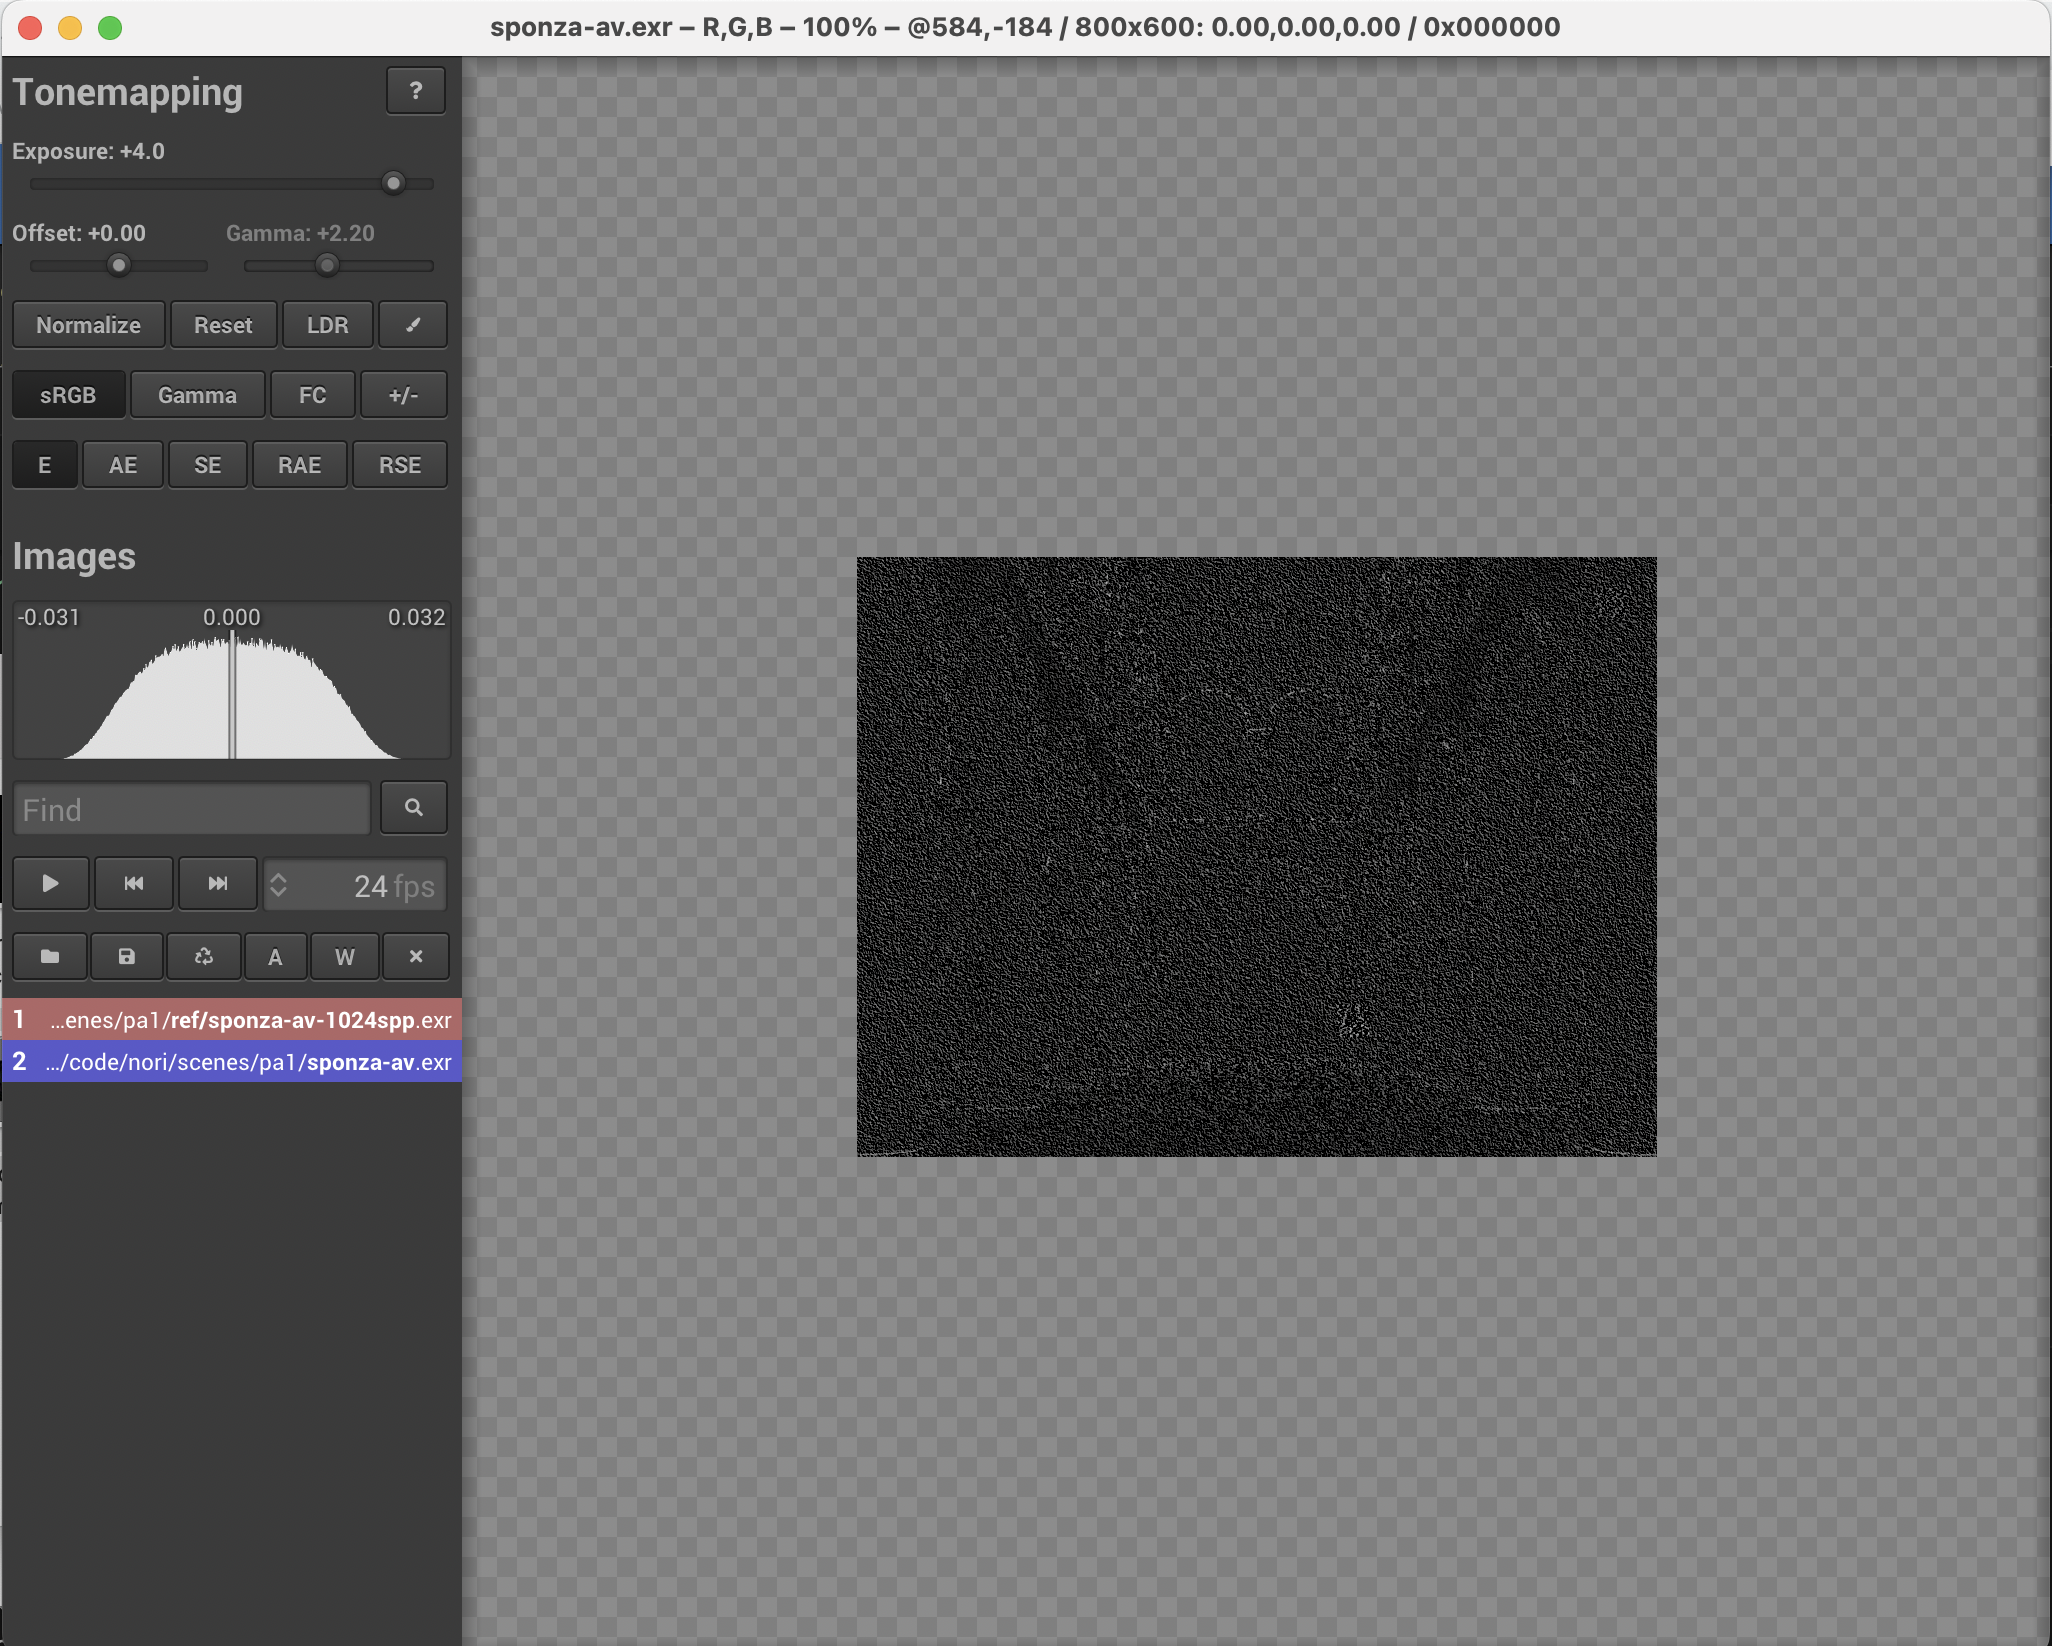 sponza-av.exr – R,G,B – 100% – @584,-184 / 800x600: 0.00,0.00,0.00 / 0x000000
Tonemapping ?
Exposure: +4.0
Offset: +0.00 Gamma: +2.20
Normalize Reset LDR
sRGB Gamma FC +/-
E AE SE RAE RSE
Images
-0.031 0.000 0.032
Find
24 fps
A W
1 ...enes/pa1/ref/sponza-av-1024spp.exr
2 .../code/nori/scenes/pa1/sponza-av.exr